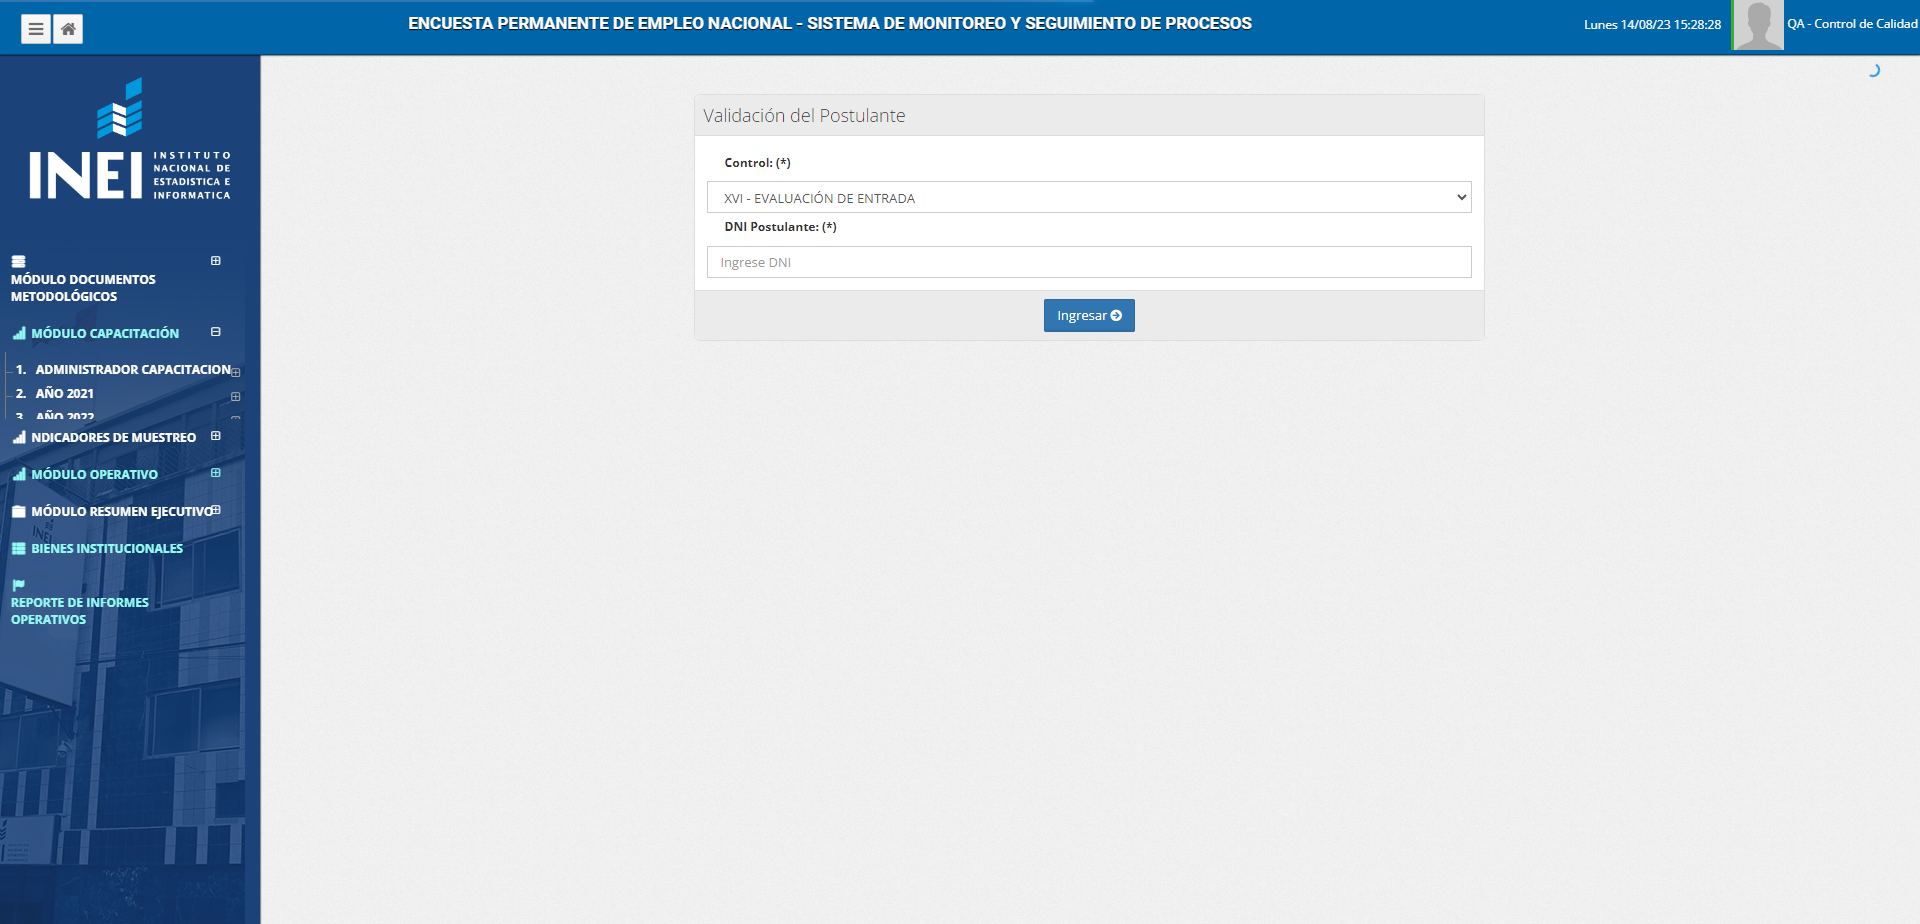 ENCUESTA PERMANENTE DE EMPLEO NACIONAL - SISTEMA DE MONITOREO Y SEGUIMIENTO DE PROCESOS
Lunes 14/08/23 15:28:28
QA - Control de Calidad
INEI
INSTITUTO
NACIONAL DE
ESTADISTICA E
INFORMATICA
MÓDULO DOCUMENTOS
METODOLÓGICOS
MÓDULO CAPACITACIÓN
1. ADMINISTRADOR CAPACITACION
2. AÑO 2021
3. AÑO 2022
NDICADORES DE MUESTREO
MÓDULO OPERATIVO
MÓDULO RESUMEN EJECUTIVO
BIENES INSTITUCIONALES
REPORTE DE INFORMES
OPERATIVOS
Validación del Postulante
Control: (*)
XVI - EVALUACIÓN DE ENTRADA
DNI Postulante: (*)
Ingrese DNI
Ingresar